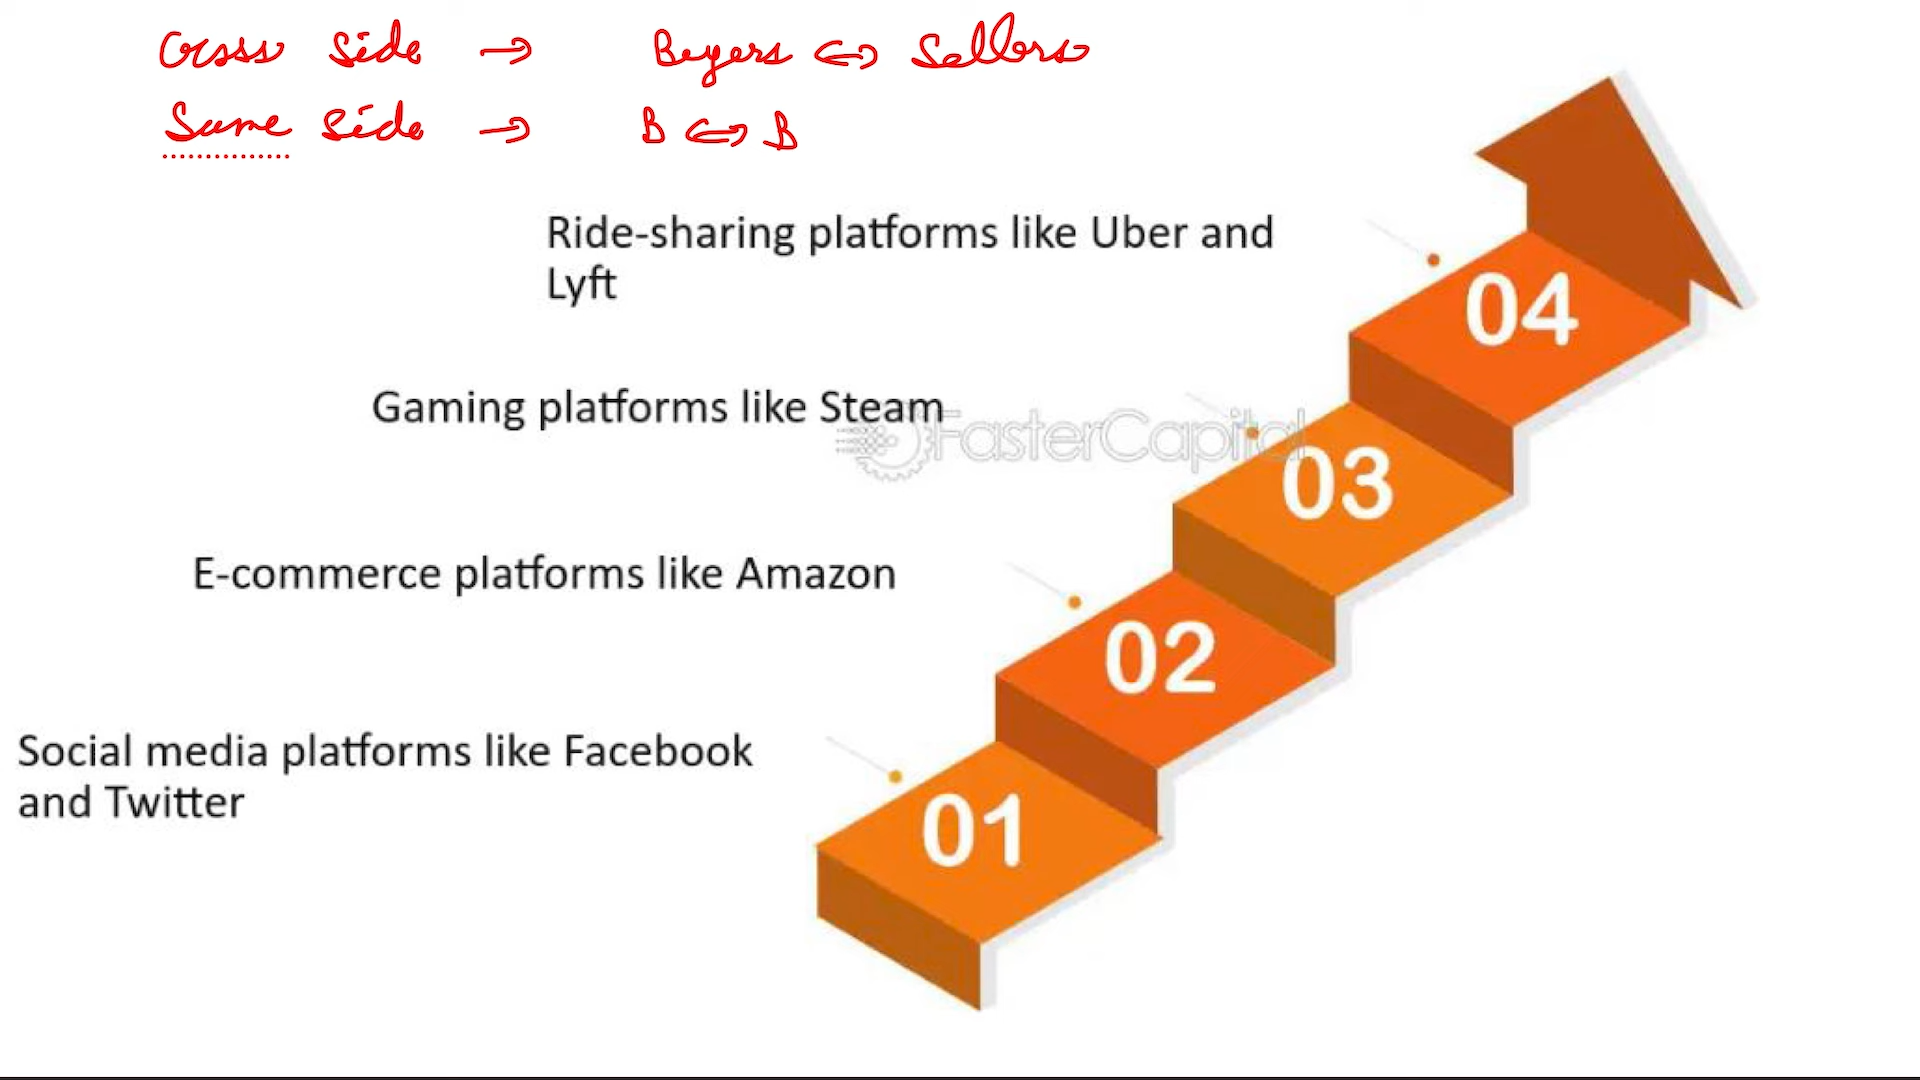 Cross Side → Buyers ⇔ Sellers
Same Side → B ⇔ B
Ride-sharing platforms like Uber and
Lyft
04
Gaming platforms like Steam
FasterCapital
03
E-commerce platforms like Amazon
02
Social media platforms like Facebook
and Twitter
01